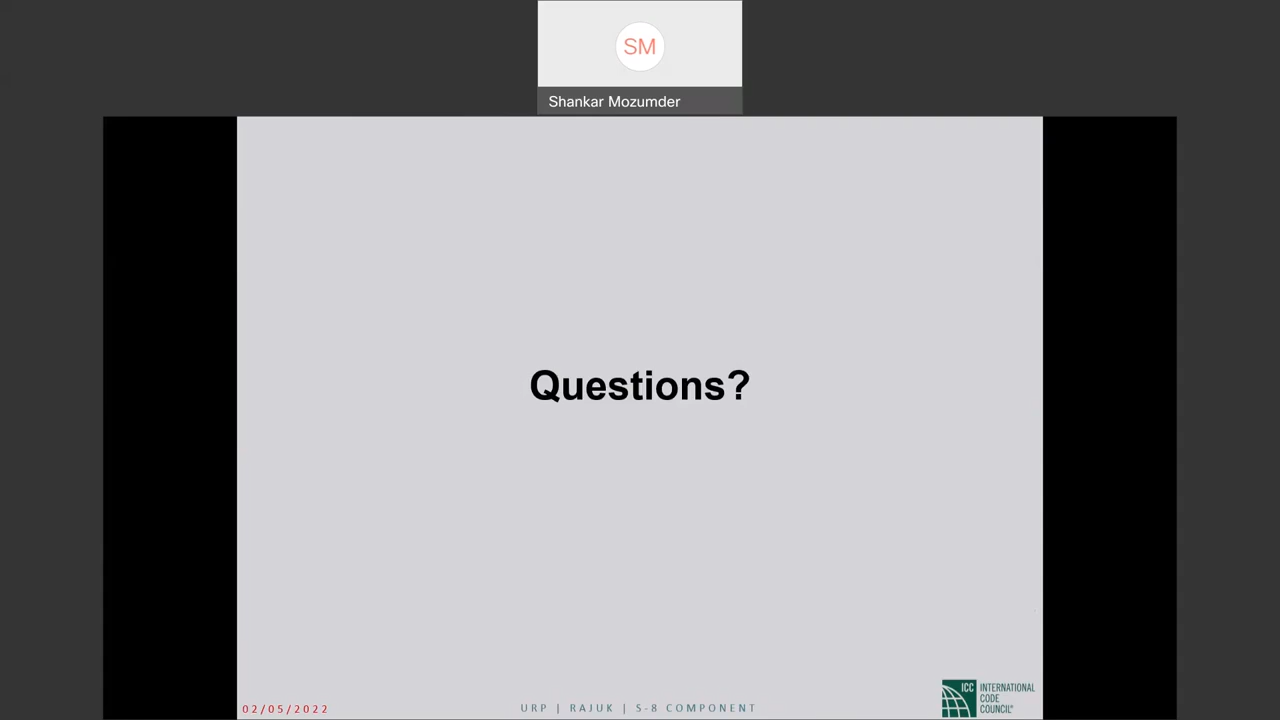 SM
Shankar Mozumder
Questions?
02/05/2022
URP | RAJUK | S-8 COMPONENT
ICC
INTERNATIONAL
CODE
COUNCIL®